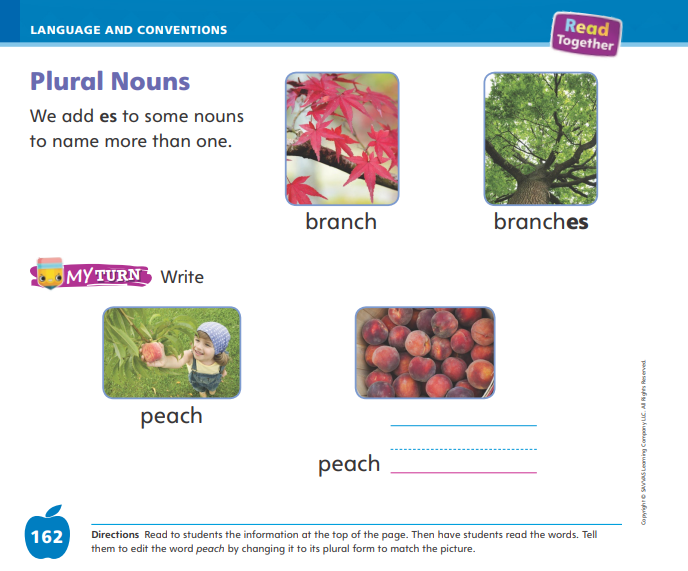 LANGUAGE AND CONVENTIONS
Read
Together
Plural Nouns
We add es to some nouns
to name more than one.
branch
branches
MY TURN Write
peach
peach
162
Directions Read to students the information at the top of the page. Then have students read the words. Tell
them to edit the word peach by changing it to its plural form to match the picture.
Copyright © SAVVAS Learning Company LLC. All Rights Reserved.